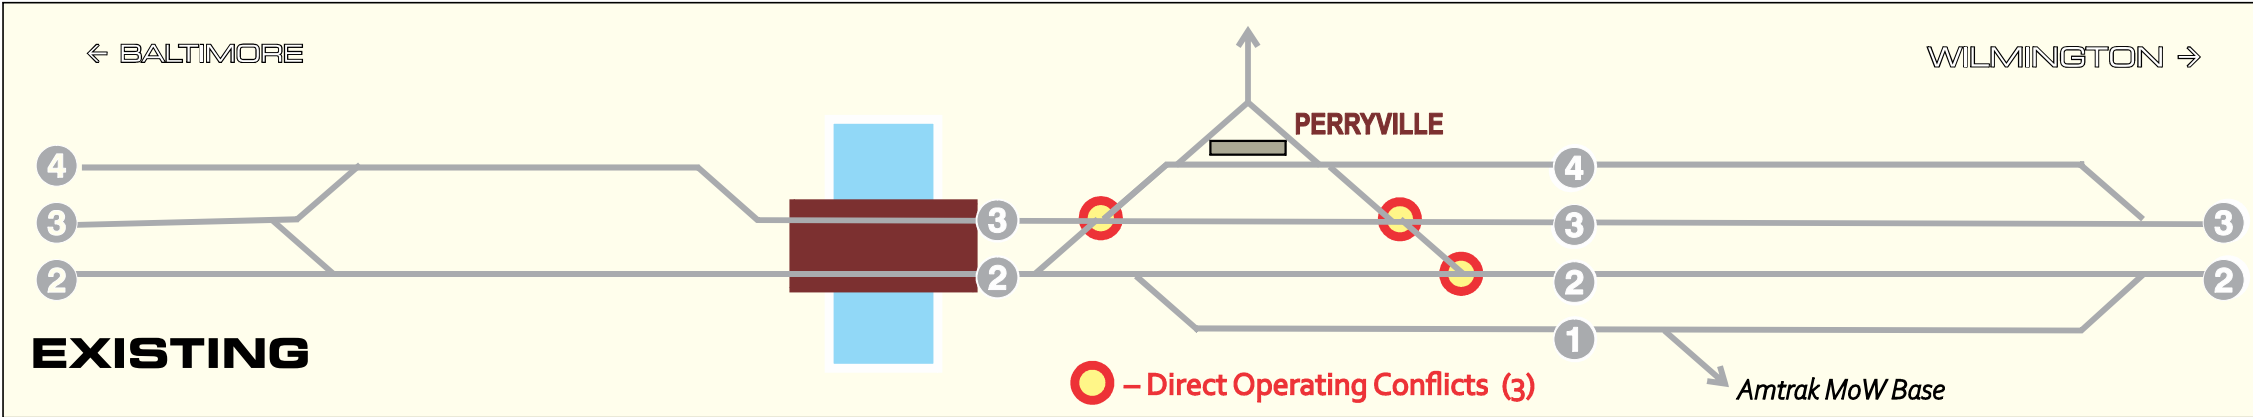 ← BALTIMORE
WILMINGTON →
PERRYVILLE
4
4
3
3
3
3
2
2
2
2
1
EXISTING
– Direct Operating Conflicts (3)
Amtrak MoW Base